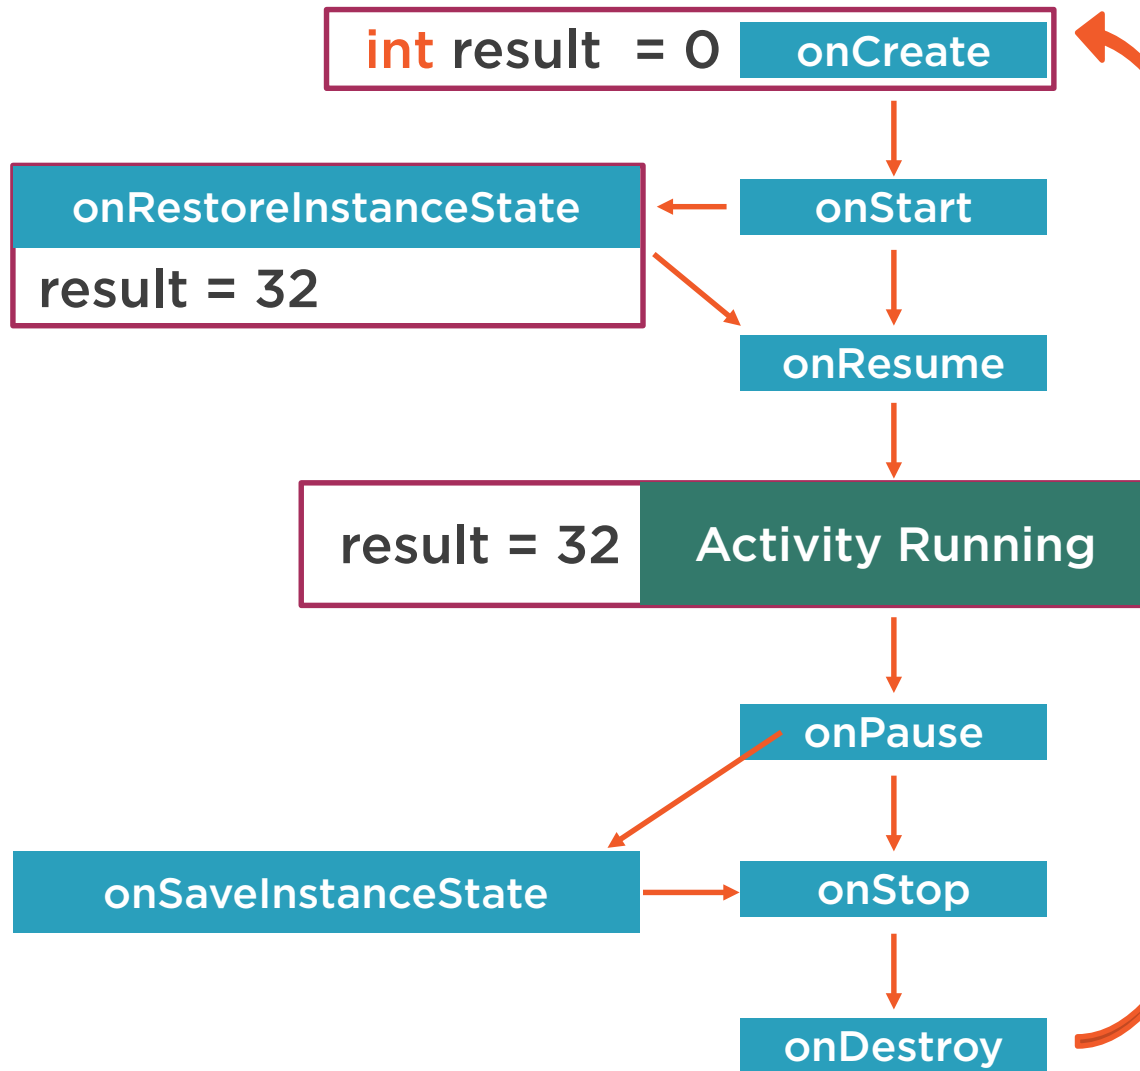 int result = 0 onCreate
onRestoreInstanceState onStart
result = 32
onResume
result = 32 Activity Running
onPause
onSaveInstanceState onStop
onDestroy